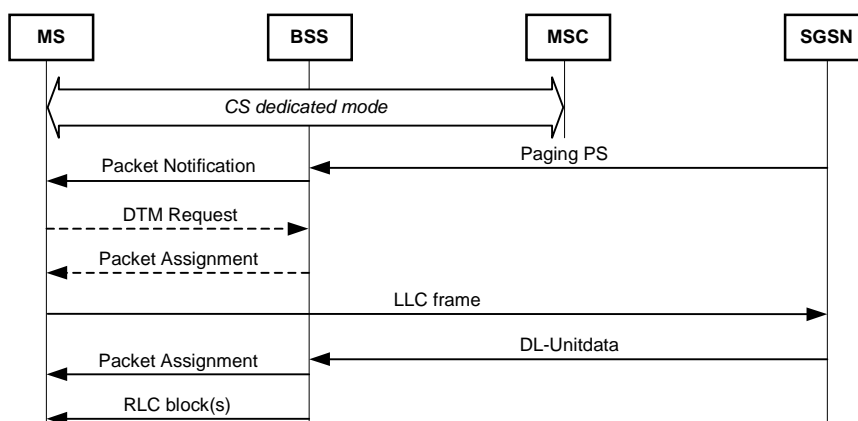 MS
BSS
MSC
SGSN
CS dedicated mode
Paging PS
Packet Notification
DTM Request
Packet Assignment
LLC frame
DL-Unitdata
Packet Assignment
RLC block(s)